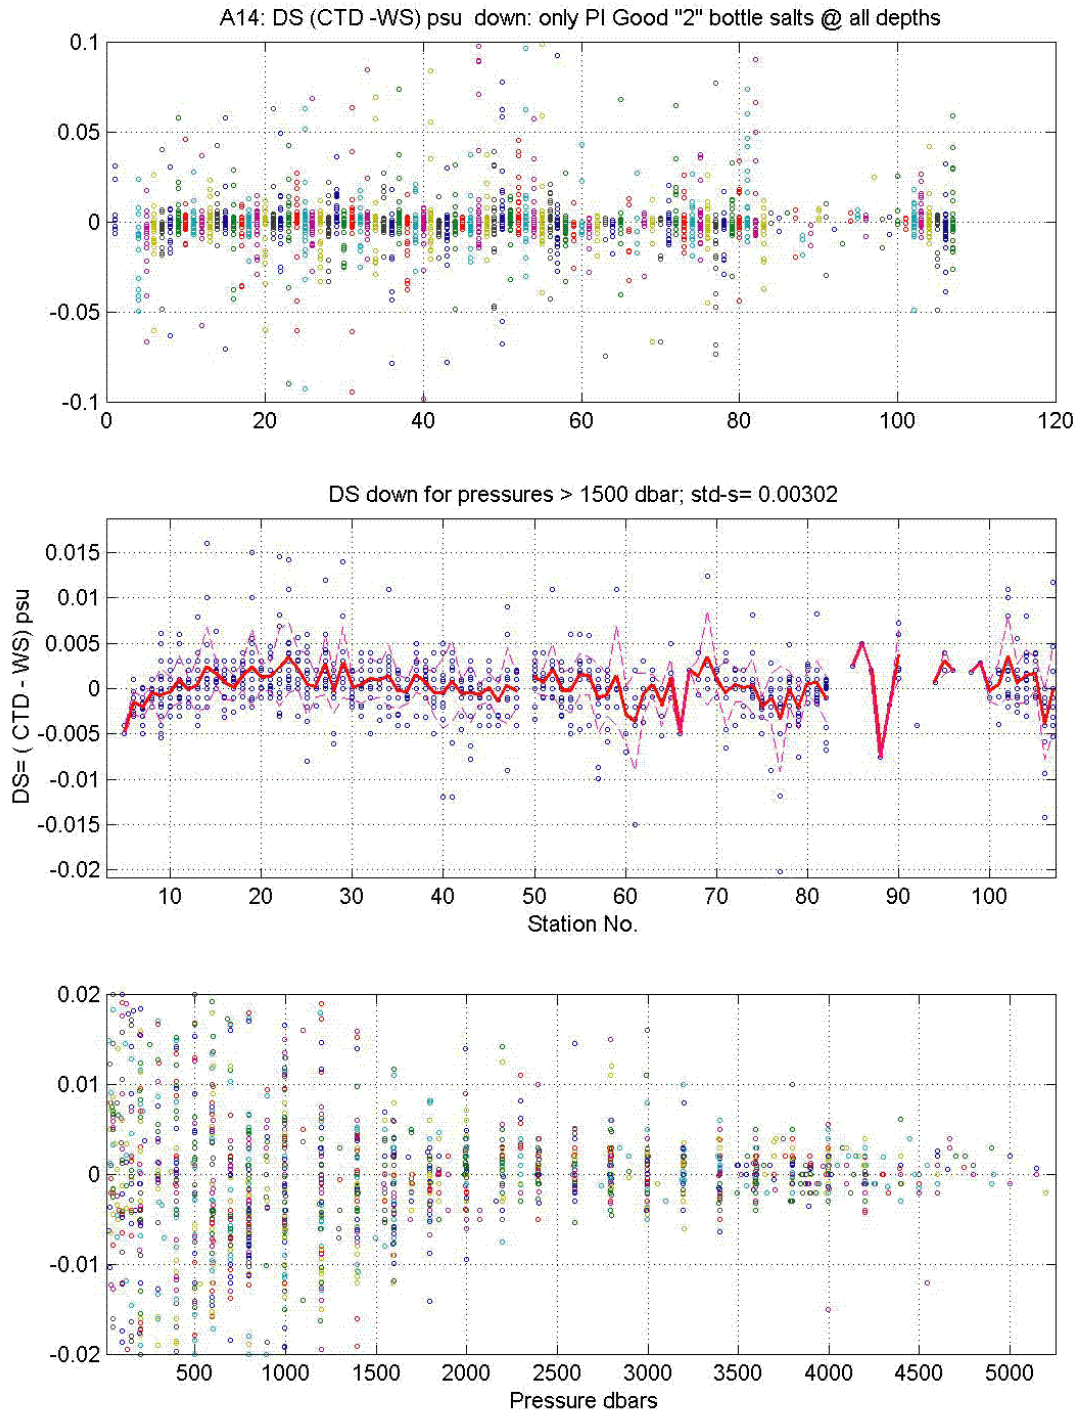 A14: DS (CTD -WS) psu down: only PI Good "2" bottle salts @ all depths
0.1
0.05
0
-0.05
-0.1
0 20 40 60 80 100 120
DS down for pressures > 1500 dbar; std-s= 0.00302
DS= ( CTD - WS) psu
0.015
0.01
0.005
0
-0.005
-0.01
-0.015
-0.02
10 20 30 40 50 60 70 80 90 100
Station No.
0.02
0.01
0
-0.01
-0.02
500 1000 1500 2000 2500 3000 3500 4000 4500 5000
Pressure dbars